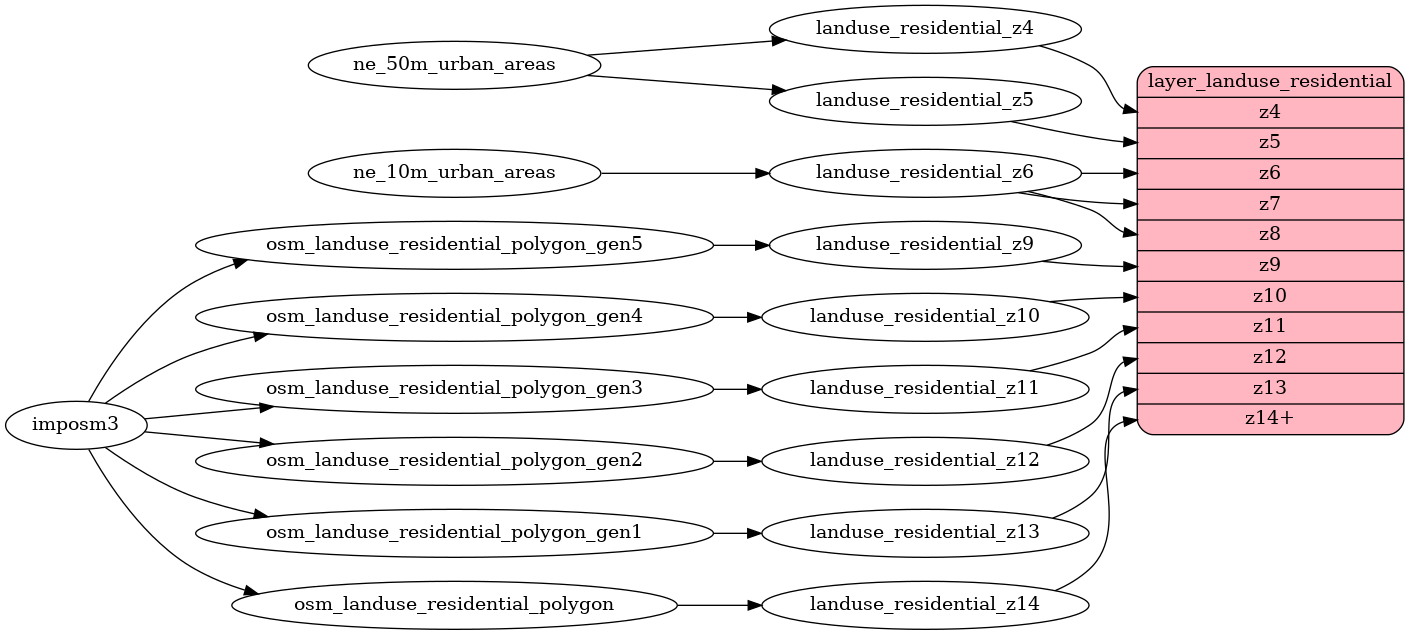 landuse_residential_z4
ne_50m_urban_areas
landuse_residential_z5
ne_10m_urban_areas
landuse_residential_z6
osm_landuse_residential_polygon_gen5
landuse_residential_z9
osm_landuse_residential_polygon_gen4
landuse_residential_z10
osm_landuse_residential_polygon_gen3
landuse_residential_z11
imposm3
osm_landuse_residential_polygon_gen2
landuse_residential_z12
osm_landuse_residential_polygon_gen1
landuse_residential_z13
osm_landuse_residential_polygon
landuse_residential_z14
layer_landuse_residential
z4
z5
z6
z7
z8
z9
z10
z11
z12
z13
z14+